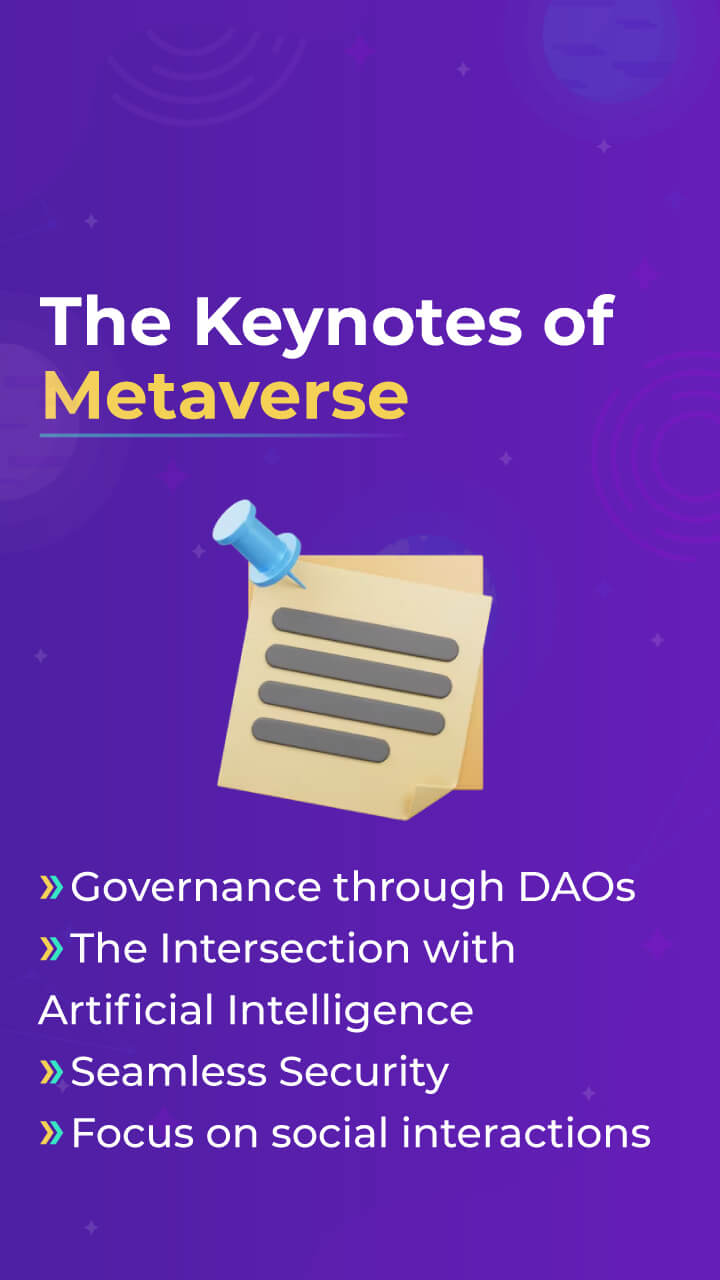 The Keynotes of
Metaverse
» Governance through DAOs
» The Intersection with
Artificial Intelligence
» Seamless Security
» Focus on social interactions